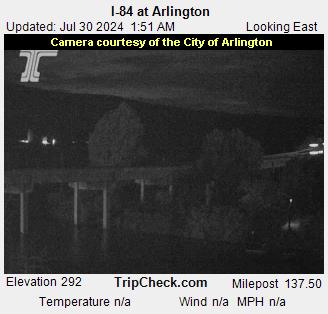 I-84 at Arlington
Updated: Jul 30 2024 1:51 AM Looking East
Camera courtesy of the City of Arlington
Elevation 292 TripCheck.com Milepost 137.50
Temperature n/a Wind n/a MPH n/a